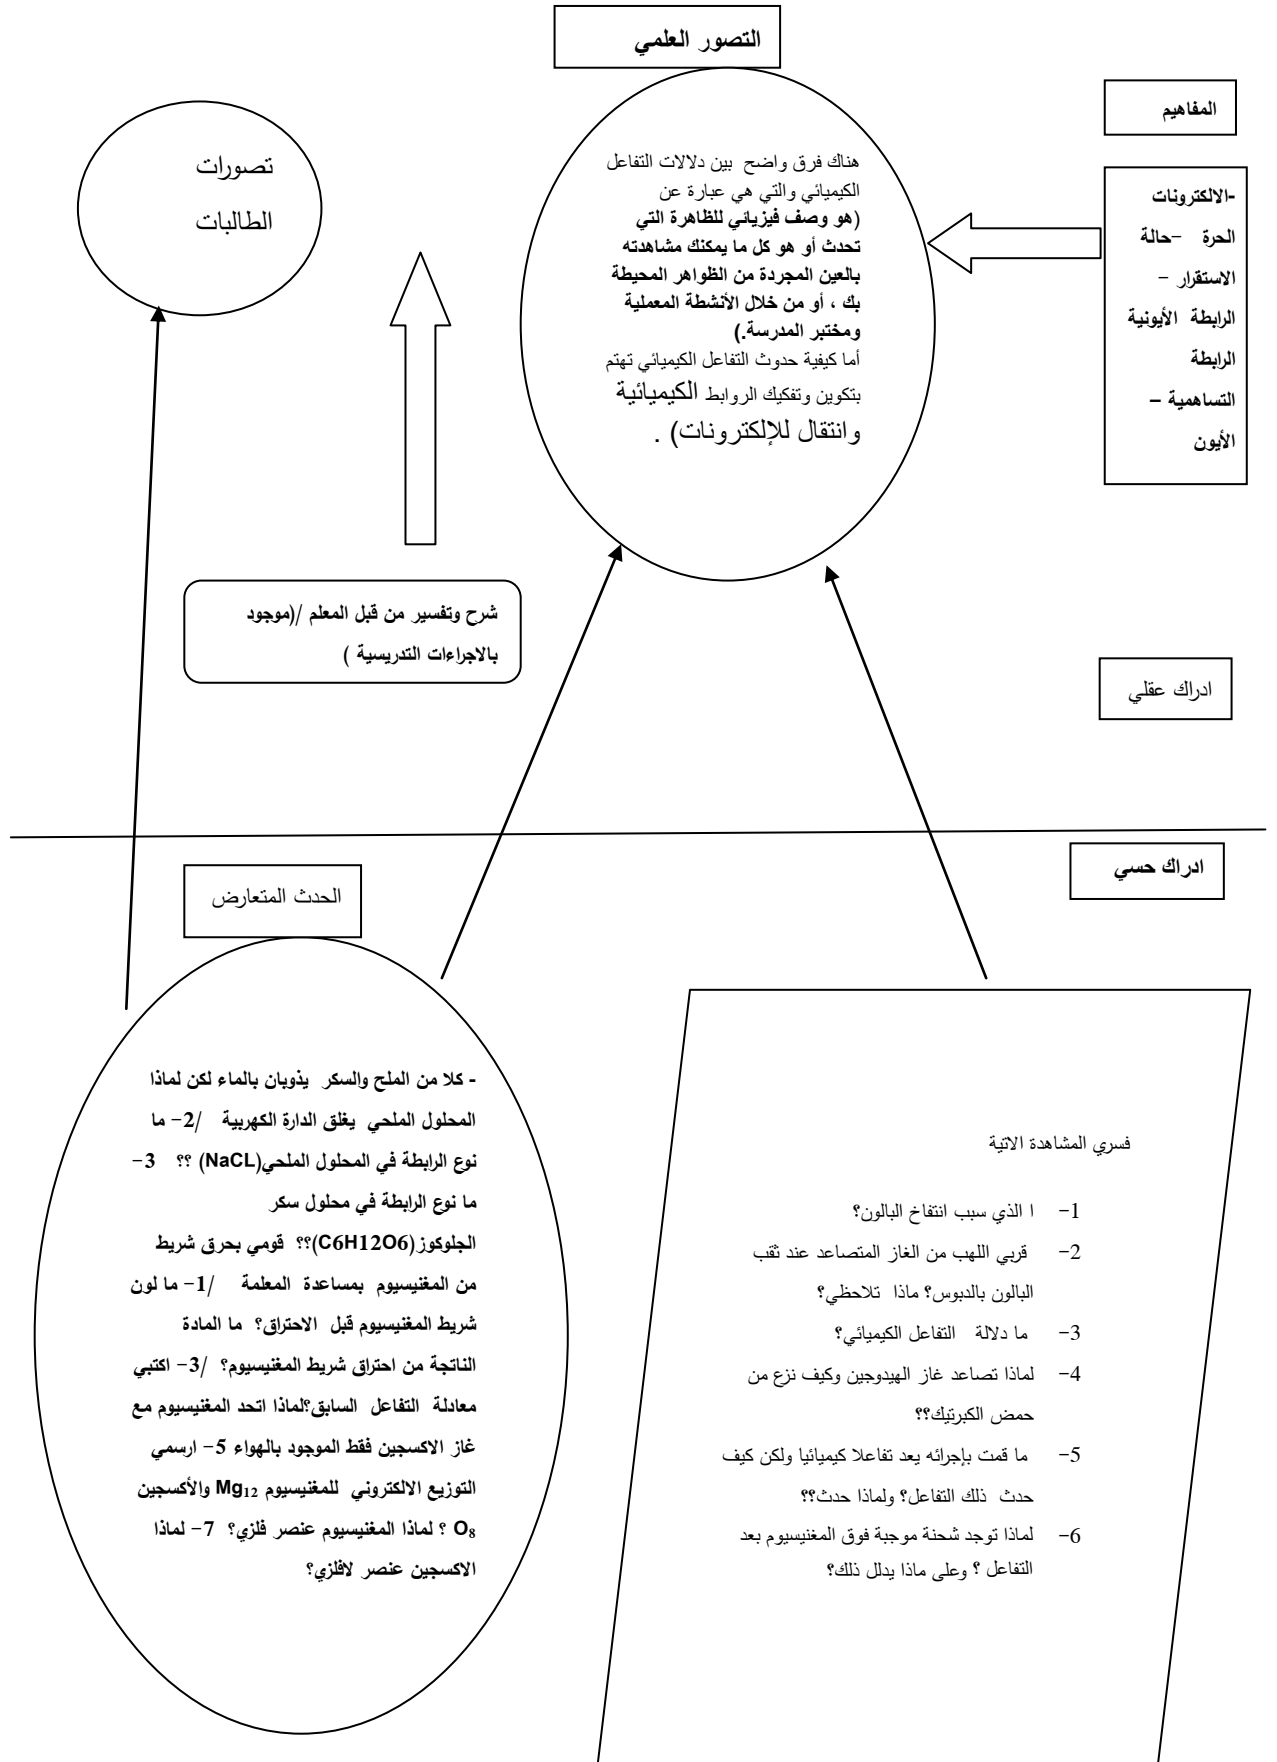 التصور العلمي
المفاهيم
تصورات
الطالبات
هناك فرق واضح بين دلالات التفاعل
الكيميائي والتي هي عبارة عن
(هو وصف فيزيائي للظاهرة التي
تحدث أو هو كل ما يمكنك مشاهدته
بالعين المجردة من الظواهر المحيطة
بك ، أو من خلال الأنشطة المعملية
ومختبر المدرسة.)
أما كيفية حدوث التفاعل الكيميائي تهتم
بتكوين وتفكيك الروابط الكيميائية
وانتقال للإلكترونات) .
-الالكترونات
الحرة -حالة
الاستقرار -
الرابطة الأيونية
الرابطة
التساهمية –
الأيون
شرح وتفسير من قبل المعلم /(موجود
بالاجراءات التدريسية )
ادراك عقلي
ادراك حسي
الحدث المتعارض
- كلا من الملح والسكر يذوبان بالماء لكن لماذا
المحلول الملحي يغلق الدارة الكهربية /2- ما
نوع الرابطة في المحلول الملحي(NaCL) ؟؟ 3-
ما نوع الرابطة في محلول سكر
الجلوكوز(C6H12O6)؟؟ قومي بحرق شريط
من المغنيسيوم بمساعدة المعلمة /1- ما لون
شريط المغنيسيوم قبل الاحتراق؟ ما المادة
الناتجة من احتراق شريط المغنيسيوم؟ /3- اكتبي
معادلة التفاعل السابق؟لماذا اتحد المغنيسيوم مع
غاز الاكسجين فقط الموجود بالهواء 5- ارسمي
التوزيع الالكتروني للمغنيسيوم Mg₁₂ والأكسجين
O₈ ؟ لماذا المغنيسيوم عنصر فلزي؟ 7- لماذا
الاكسجين عنصر لافلزي؟
فسري المشاهدة الاتية
1- ا الذي سبب انتفاخ البالون؟
2- قربي اللهب من الغاز المتصاعد عند ثقب
البالون بالدبوس؟ ماذا تلاحظي؟
3- ما دلالة التفاعل الكيميائي؟
4- لماذا تصاعد غاز الهيدوجين وكيف نزع من
حمض الكبرتيك؟؟
5- ما قمت بإجرائه يعد تفاعلا كيميائيا ولكن كيف
حدث ذلك التفاعل؟ ولماذا حدث؟؟
6- لماذا توجد شحنة موجبة فوق المغنيسيوم بعد
التفاعل ؟ وعلى ماذا يدلل ذلك؟